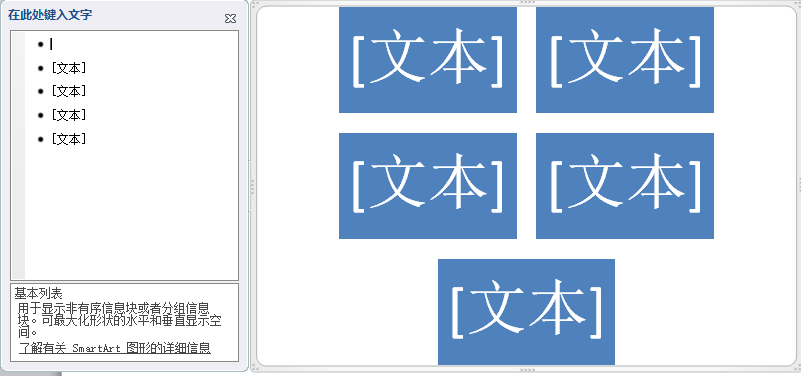 在此处键入文字
[文本]
[文本]
[文本]
[文本]
基本列表
用于显示非有序信息块或者分组信息
块。可最大化形状的水平和垂直显示空
间。
了解有关 SmartArt 图形的详细信息
[文本] [文本]
[文本] [文本]
[文本]